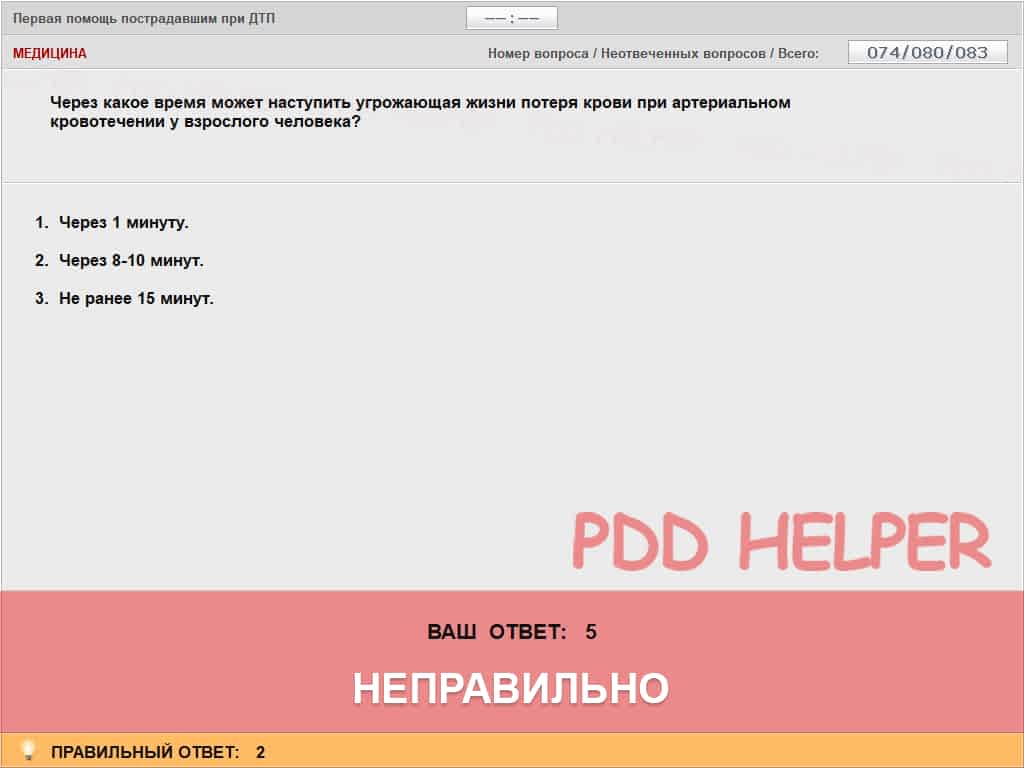 Первая помощь пострадавшим при ДТП
—— : ——
МЕДИЦИНА
Номер вопроса / Неотвеченных вопросов / Всего:
074/080/083
Через какое время может наступить угрожающая жизни потеря крови при артериальном
кровотечении у взрослого человека?
1. Через 1 минуту.
2. Через 8-10 минут.
3. Не ранее 15 минут.
PDD HELPER
ВАШ ОТВЕТ: 5
НЕПРАВИЛЬНО
ПРАВИЛЬНЫЙ ОТВЕТ: 2